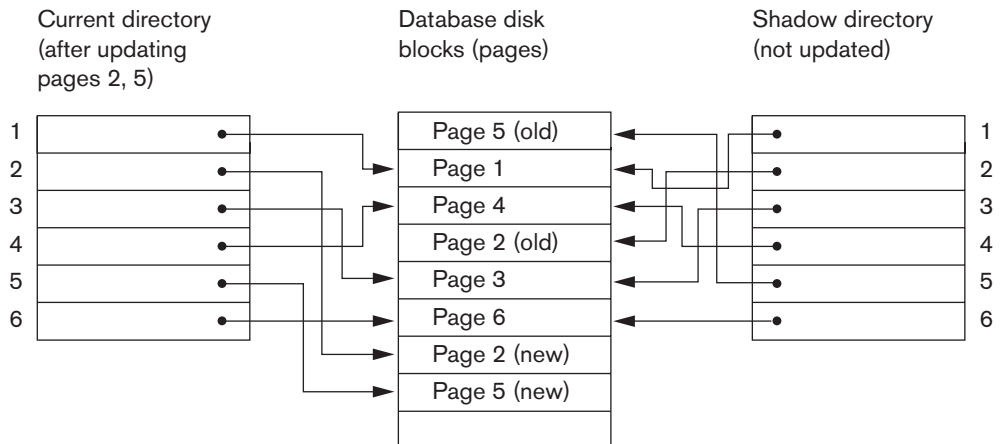 Current directory
(after updating
pages 2, 5)
Database disk
blocks (pages)
Shadow directory
(not updated)
1
2
3
4
5
6
Page 5 (old)
Page 1
Page 4
Page 2 (old)
Page 3
Page 6
Page 2 (new)
Page 5 (new)
1
2
3
4
5
6